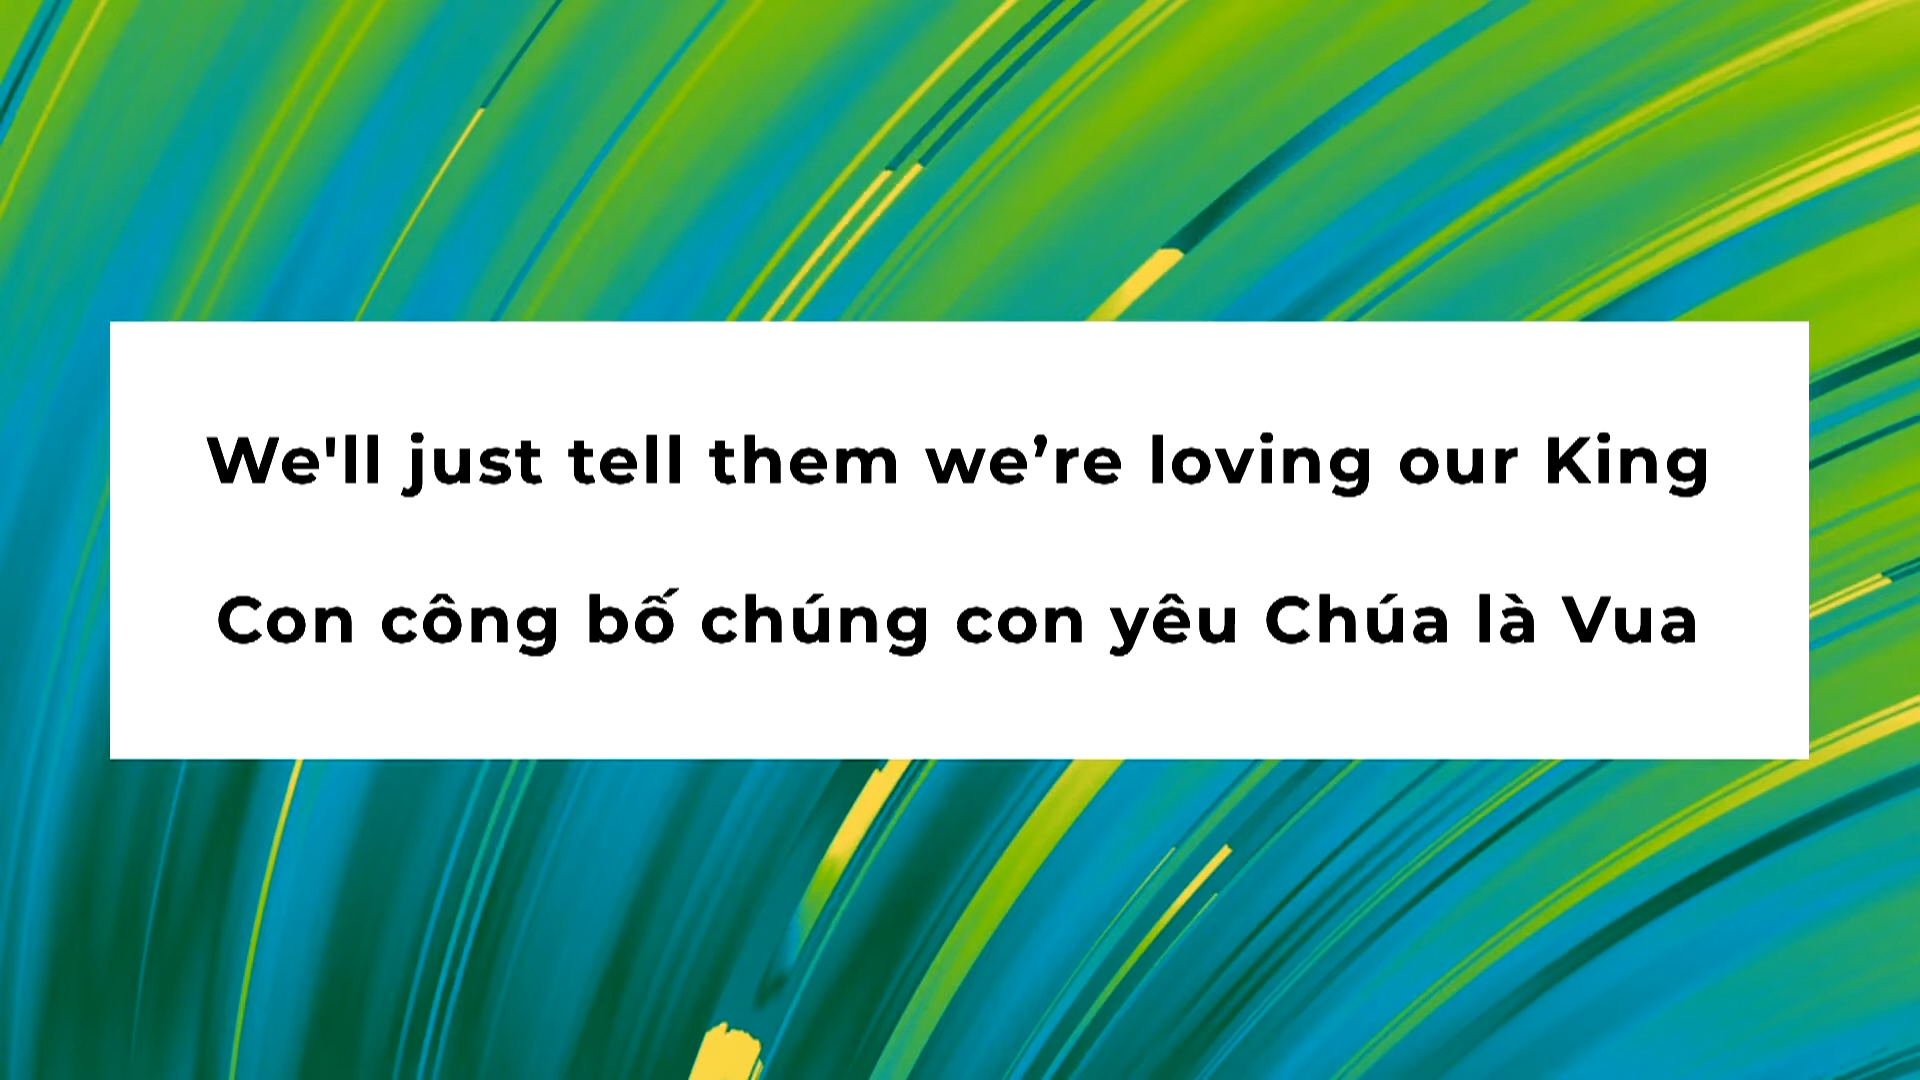 We'll just tell them we’re loving our King
Con công bố chúng con yêu Chúa là Vua